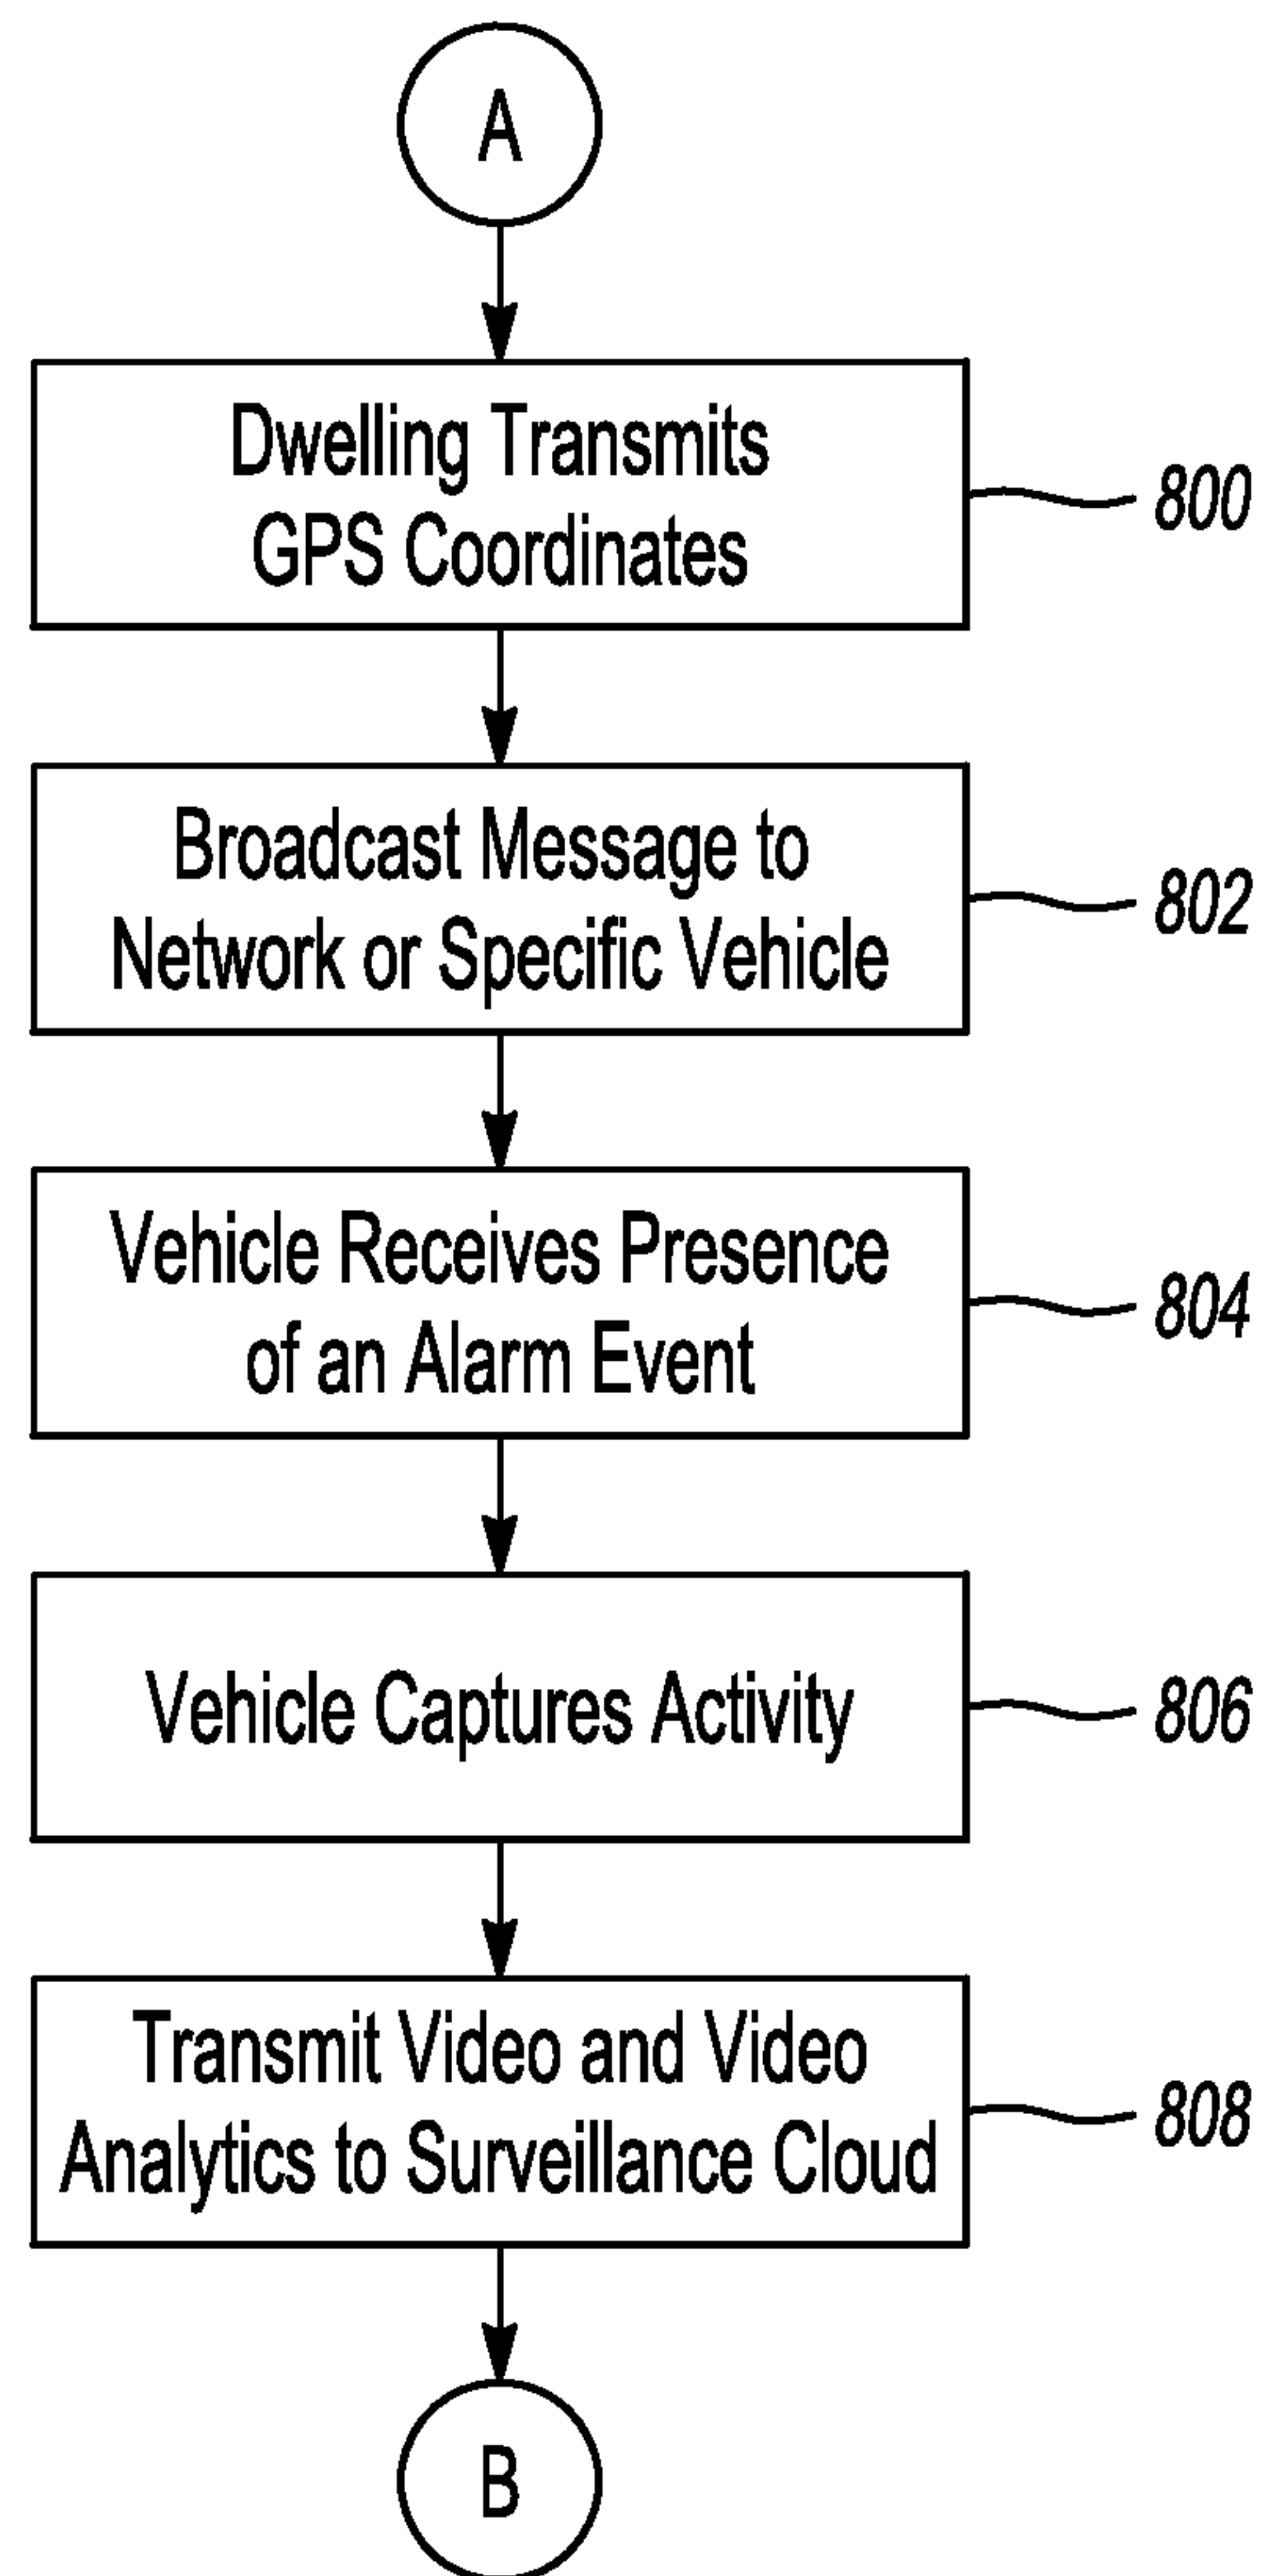 A
Dwelling Transmits
GPS Coordinates
800
Broadcast Message to
Network or Specific Vehicle
802
Vehicle Receives Presence
of an Alarm Event
804
Vehicle Captures Activity
806
Transmit Video and Video
Analytics to Surveillance Cloud
808
B